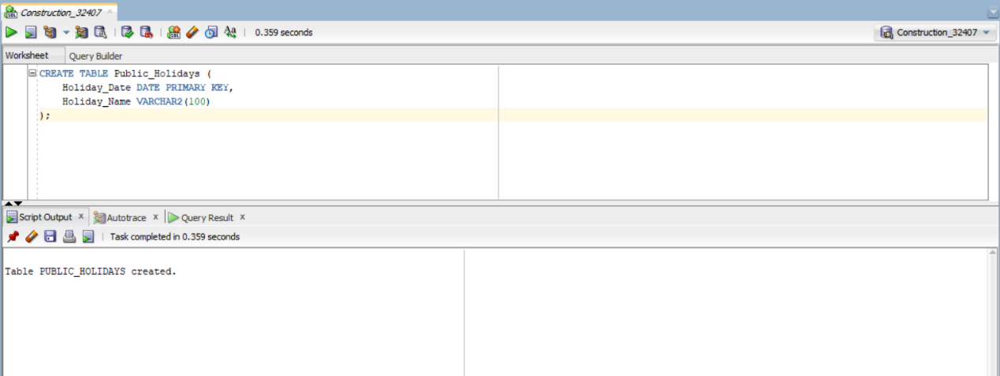 Construction_32407
0.359 seconds
Construction_32407
Worksheet
Query Builder
CREATE TABLE Public_Holidays (
    Holiday_Date DATE PRIMARY KEY,
    Holiday_Name VARCHAR2(100)
);
Script Output x
Autotrace x
Query Result x
Task completed in 0.359 seconds
Table PUBLIC_HOLIDAYS created.